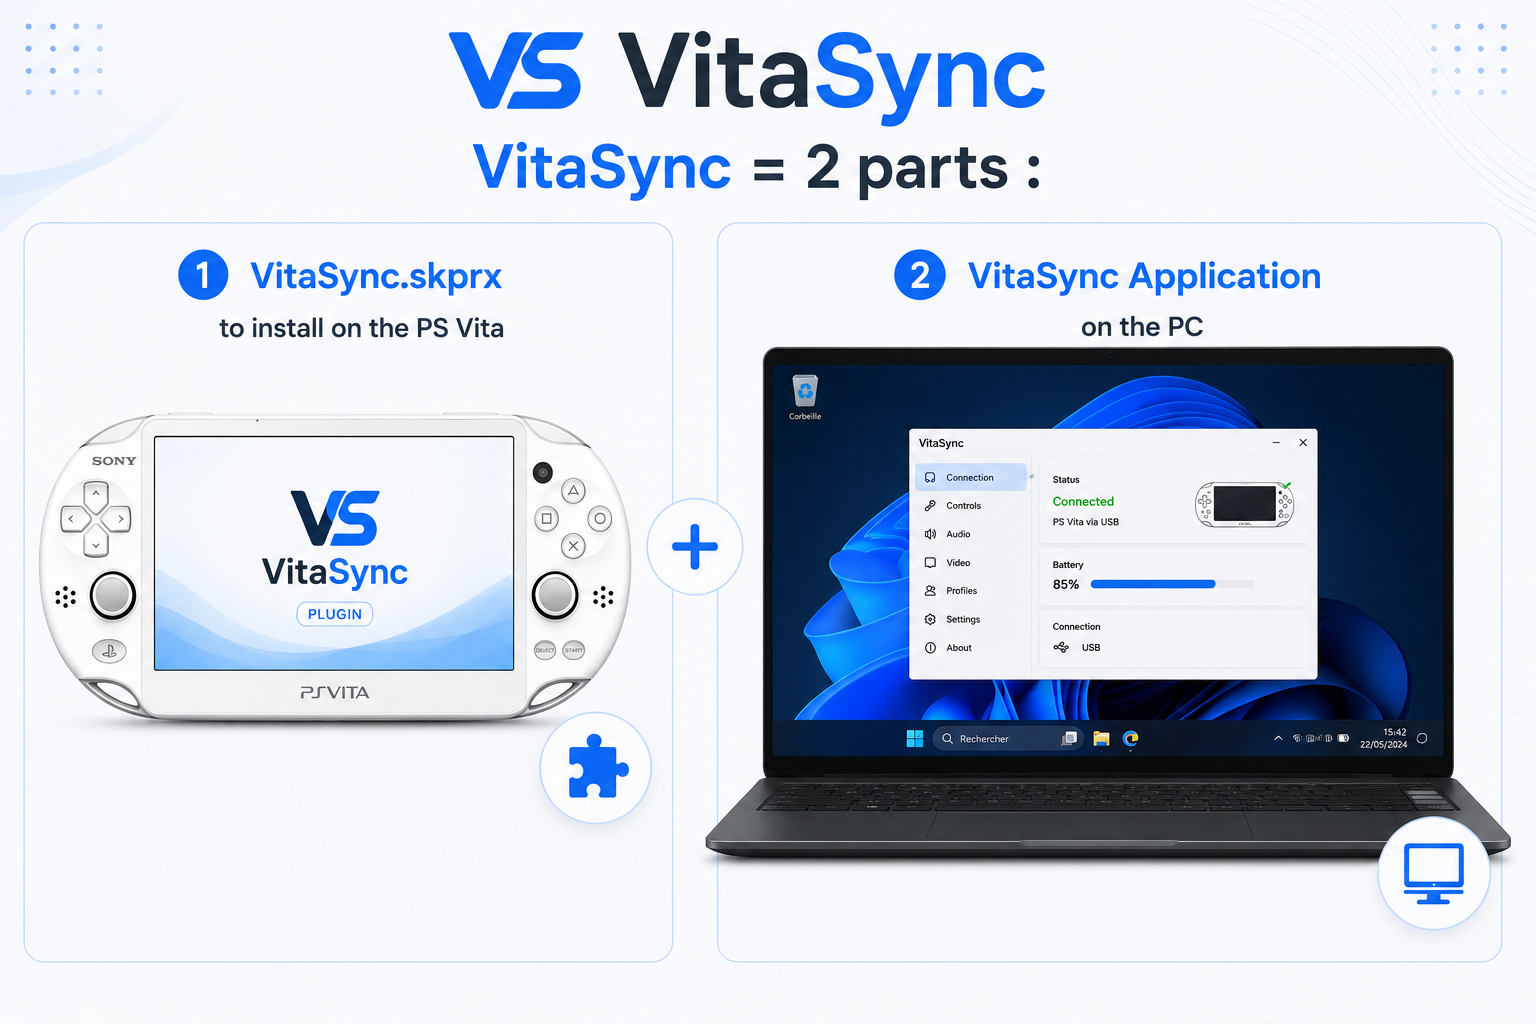 VS VitaSync
VitaSync = 2 parts :
1 VitaSync.skprx
to install on the PS Vita
SONY
VS
VitaSync
PLUGIN
SELECT START
PSVITA
2 VitaSync Application
on the PC
Corbeille
VitaSync
Connection
Controls
Audio
Video
Profiles
Settings
About
Status
Connected
PS Vita via USB
Battery
85%
Connection
USB
Rechercher
15:42
22/05/2024